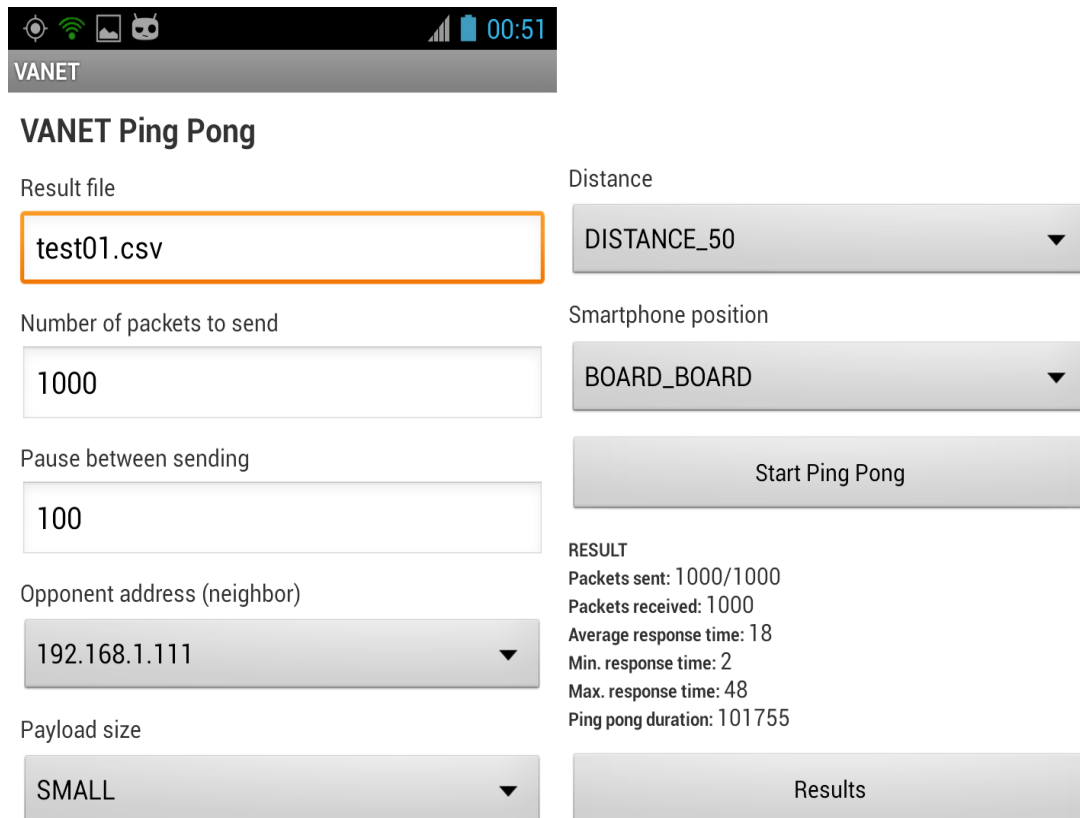 00:51
VANET
VANET Ping Pong
Result file
test01.csv
Number of packets to send
1000
Pause between sending
100
Opponent address (neighbor)
192.168.1.111
Payload size
SMALL
Distance
DISTANCE_50
Smartphone position
BOARD_BOARD
Start Ping Pong
RESULT
Packets sent: 1000/1000
Packets received: 1000
Average response time: 18
Min. response time: 2
Max. response time: 48
Ping pong duration: 101755
Results